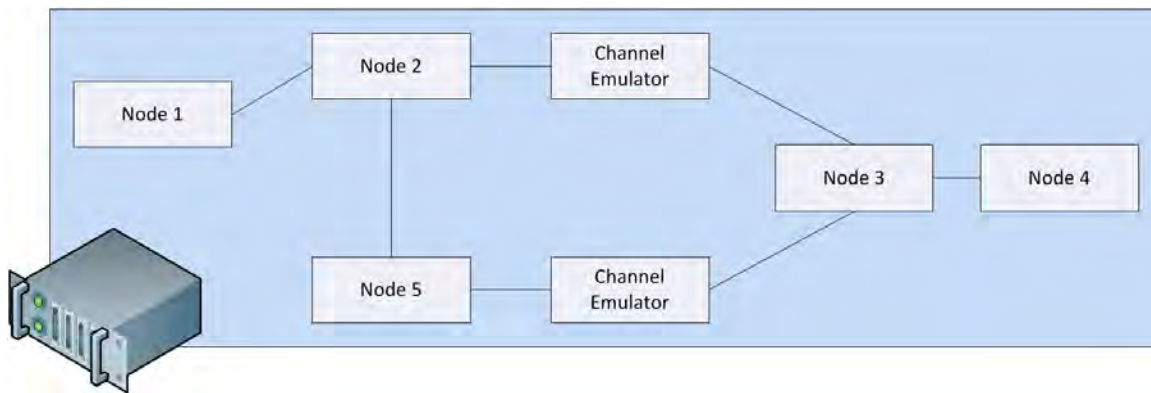 Node 1
Node 2
Channel
Emulator
Node 3
Node 4
Node 5
Channel
Emulator